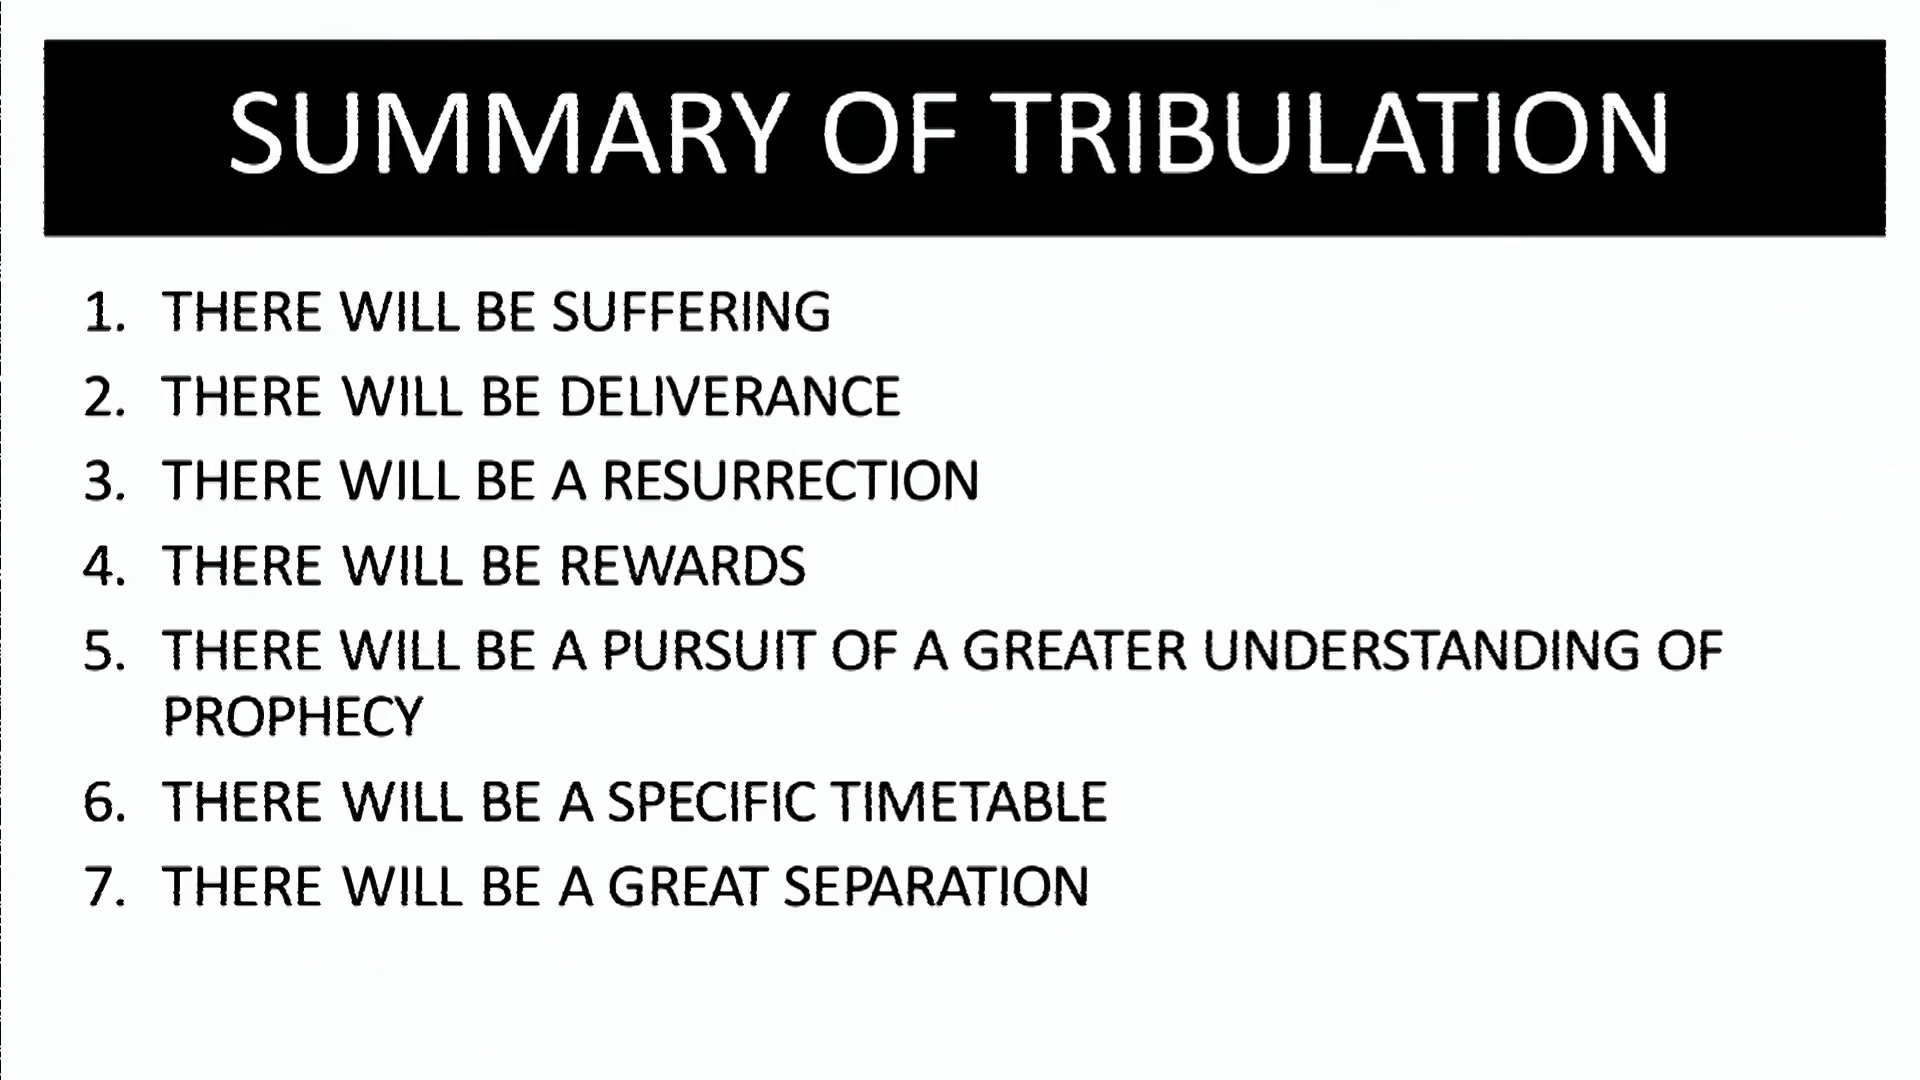 SUMMARY OF TRIBULATION
1. THERE WILL BE SUFFERING
2. THERE WILL BE DELIVERANCE
3. THERE WILL BE A RESURRECTION
4. THERE WILL BE REWARDS
5. THERE WILL BE A PURSUIT OF A GREATER UNDERSTANDING OF
PROPHECY
6. THERE WILL BE A SPECIFIC TIMETABLE
7. THERE WILL BE A GREAT SEPARATION